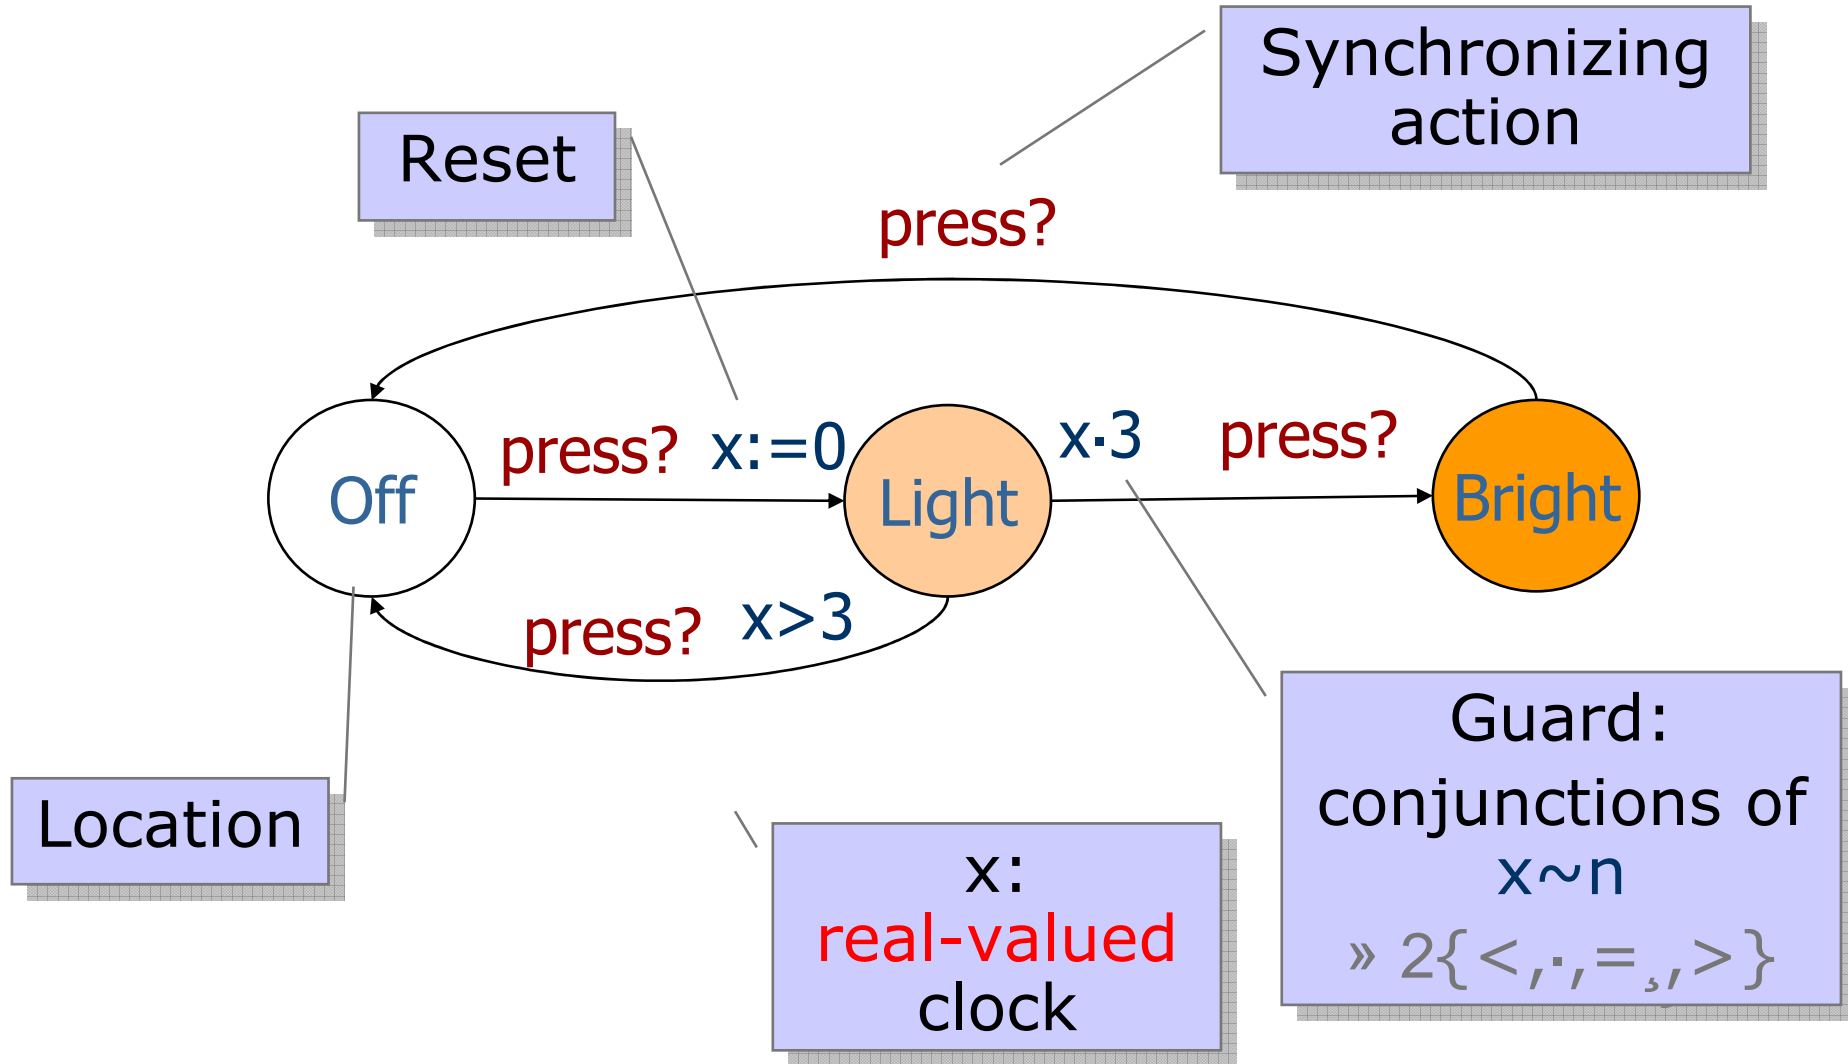 Synchronizing
action
Reset
press?
press? x:=0
x·3 press?
Off
Light
Bright
press? x>3
Location
x:
real-valued
clock
Guard:
conjunctions of
x~n
» 2{<,·,=¸,>}